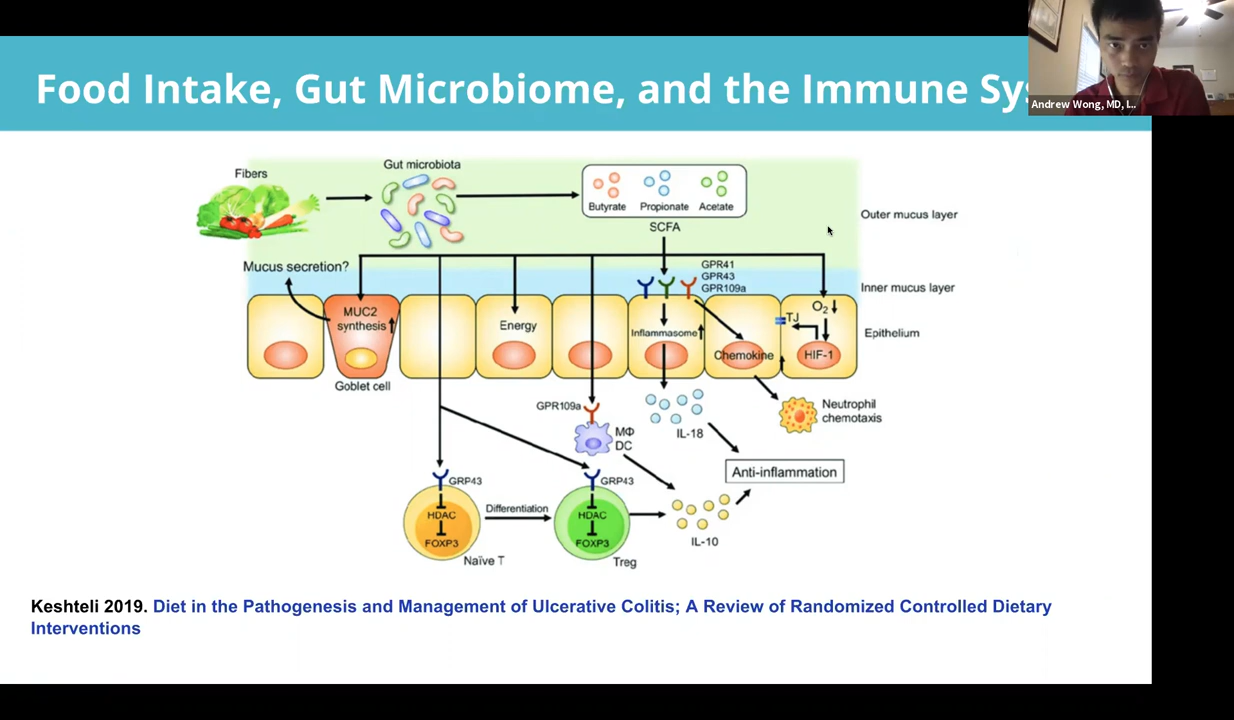 Food Intake, Gut Microbiome, and the Immune Sys
Andrew Wong, MD, L..
Fibers
Gut microbiota
Butyrate Propionate Acetate
SCFA
Outer mucus layer
Mucus secretion?
GPR41
GPR43
GPR109a
Inner mucus layer
MUC2
synthesis
Energy
Inflammasome
Chemokine
TJ
O₂
HIF-1
Epithelium
Goblet cell
GPR109a
MΦ
DC
IL-18
Neutrophil
chemotaxis
Anti-inflammation
GRP43
HDAC
FOXP3
Naïve T
Differentiation
GRP43
HDAC
FOXP3
Treg
IL-10
Keshteli 2019. Diet in the Pathogenesis and Management of Ulcerative Colitis; A Review of Randomized Controlled Dietary
Interventions